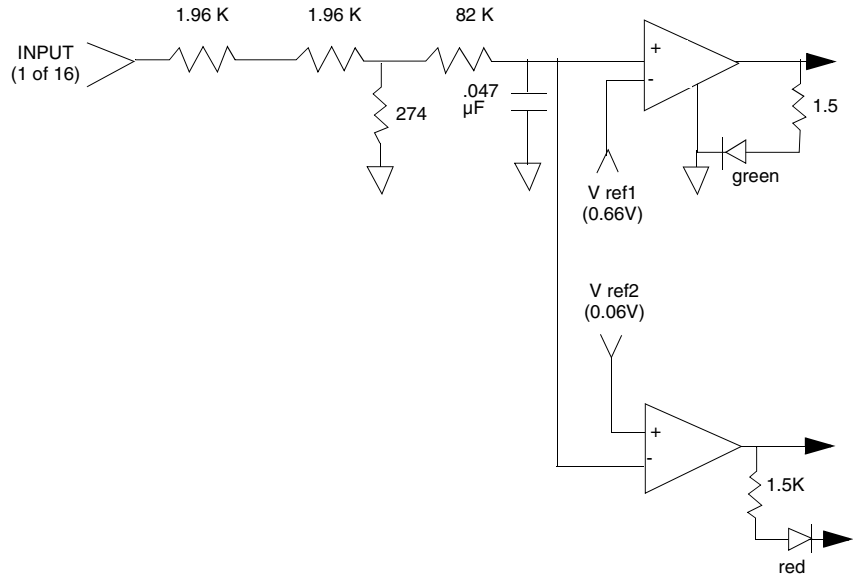 1.96 K
1.96 K
82 K
INPUT
(1 of 16)
274
.047
µF
+
-
1.5
green
V ref1
(0.66V)
V ref2
(0.06V)
+
-
1.5K
red